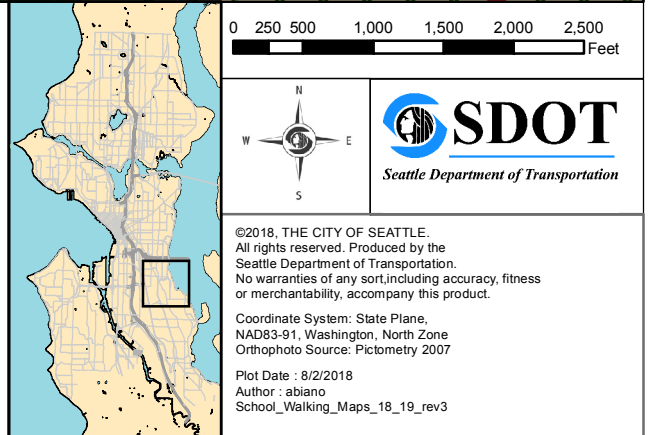 0 250 500 1,000 1,500 2,000 2,500
Feet
N
W E
S
SDOT
Seattle Department of Transportation
©2018, THE CITY OF SEATTLE.
All rights reserved. Produced by the
Seattle Department of Transportation.
No warranties of any sort,including accuracy, fitness
or merchantability, accompany this product.
Coordinate System: State Plane,
NAD83-91, Washington, North Zone
Orthophoto Source: Pictometry 2007
Plot Date : 8/2/2018
Author : abiano
School_Walking_Maps_18_19_rev3